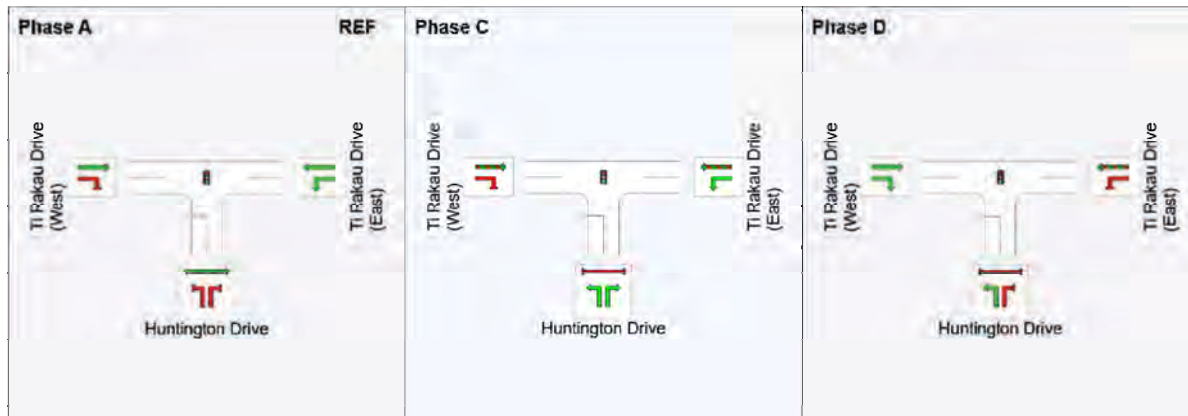 Phase A
REF
Ti Rakau Drive
(West)
Ti Rakau Drive
(East)
Huntington Drive
Phase C
Ti Rakau Drive
(West)
Ti Rakau Drive
(East)
Huntington Drive
Phase D
Ti Rakau Drive
(West)
Ti Rakau Drive
(East)
Huntington Drive